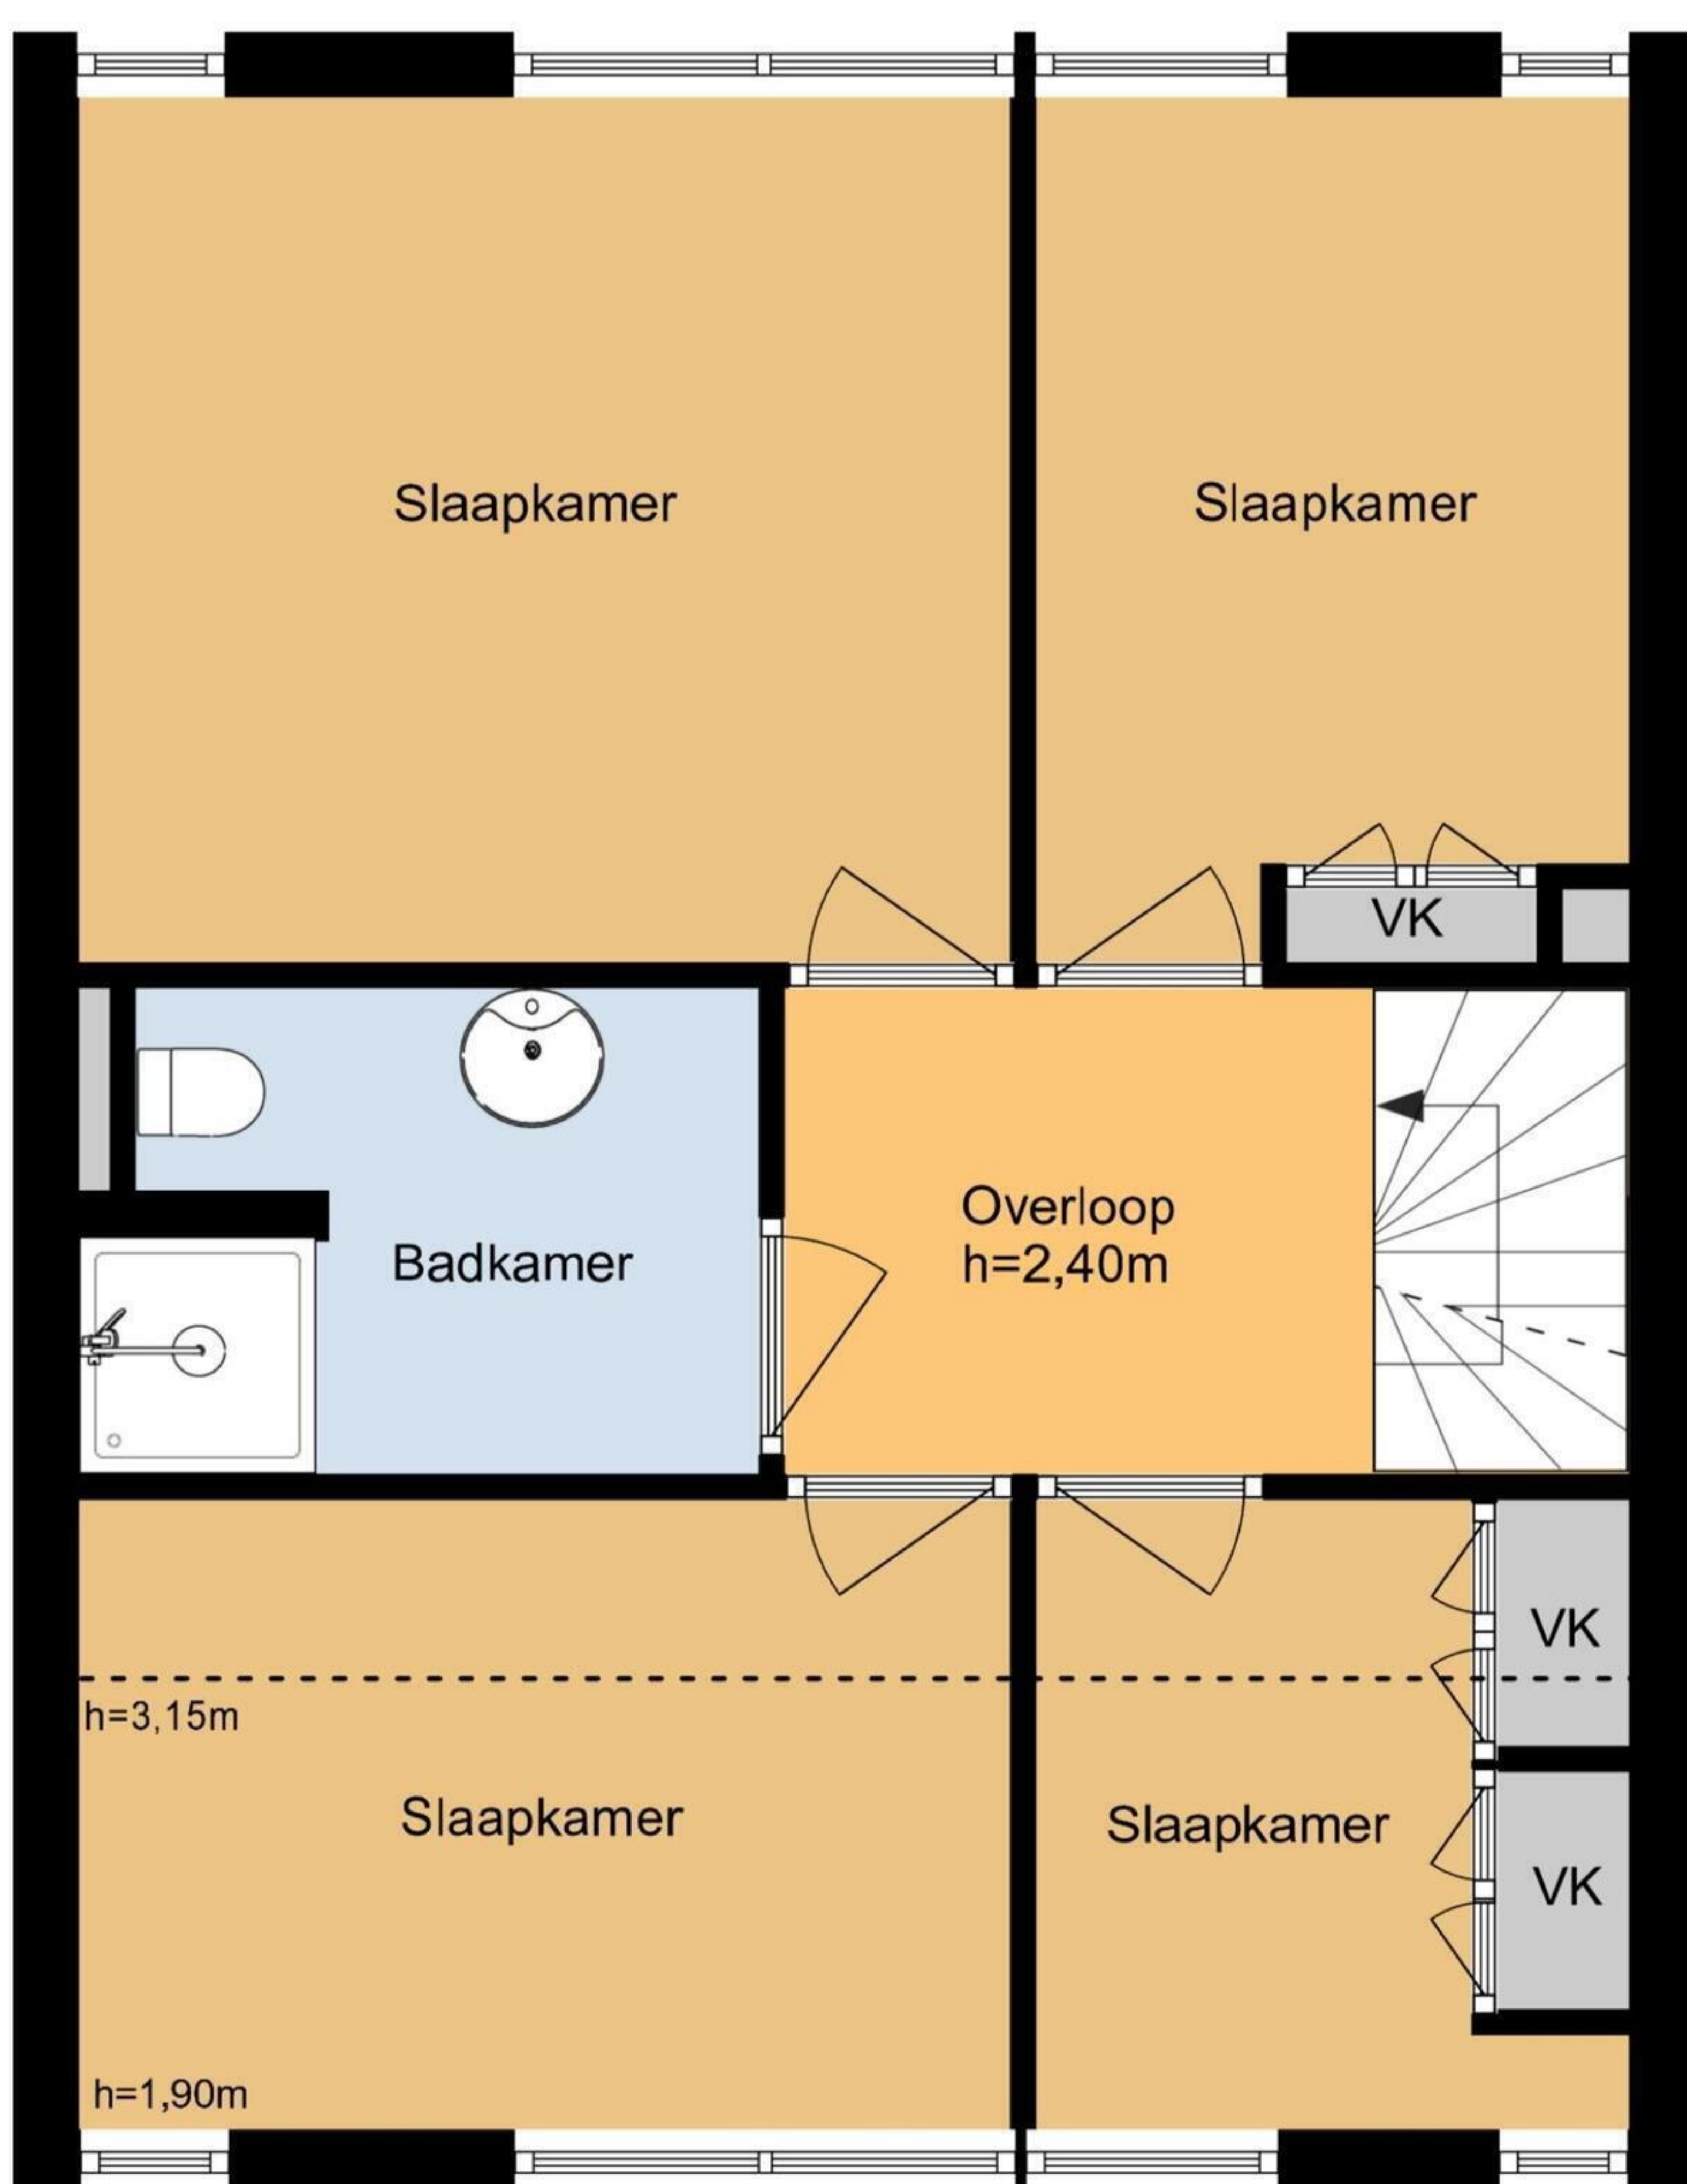 Slaapkamer
Slaapkamer
VK
Badkamer
Overloop
h=2,40m
VK
h=3,15m
Slaapkamer
Slaapkamer
VK
h=1,90m